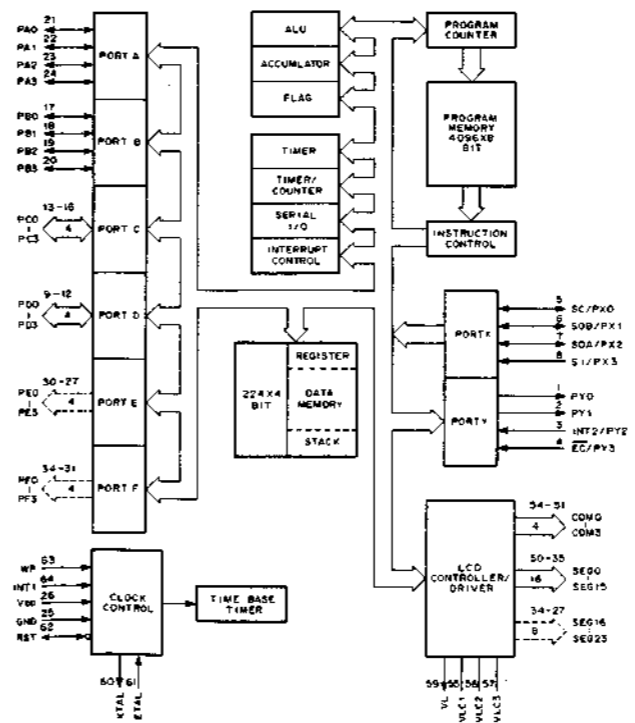 PA0 21
PA1 22
PA2 23
PA3 24
PORT A
PB0 17
PB1 18
PB2 19
PB3 20
PORT B
13-16
PC0
PC3
4
PORT C
9-12
PD0
PD3
4
PORT D
30-27
PE0
PE3
4
PORT E
34-31
PF0
PF3
4
PORT F
ALU
ACCUMLATOR
FLAG
TIMER
TIMER/
COUNTER
SERIAL
I/O
INTERRUPT
CONTROL
PROGRAM
COUNTER
PROGRAM
MEMORY
4096X8
BIT
INSTRUCTION
CONTROL
224X4
BIT
REGISTER
DATA
MEMORY
STACK
PORTX
5 SC/PX0
6 SOB/PX1
7 SOA/PX2
8 SI/PX3
PORTY
1 PY0
2 PY1
3 INT2/PY2
4 EC/PY3
LCD
CONTROLLER/
DRIVER
54-51
4
COM0
COM3
50-35
16
SEG0
SEG15
34-27
8
SEG16
SEG23
59 58 57
VL
VLC1
VLC2
VLC3
WP 63
INT1 64
VDD 26
GND 25
RST 62
CLOCK
CONTROL
TIME BASE
TIMER
60 61
XTAL
EXTAL